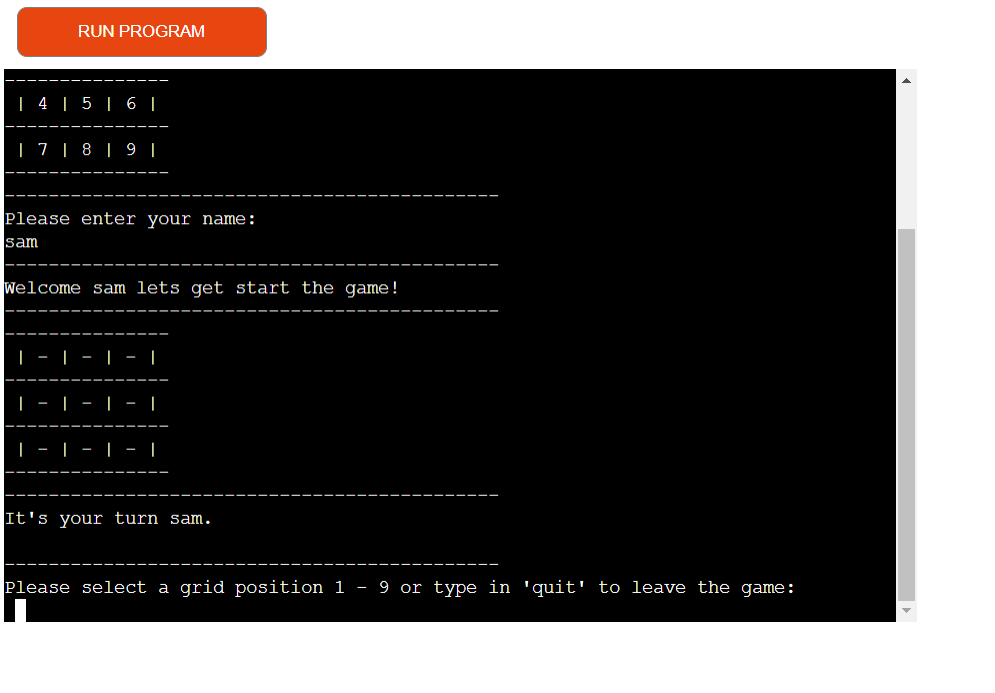 RUN PROGRAM
---------------
| 4 | 5 | 6 |
---------------
| 7 | 8 | 9 |
---------------
---------------------------------------------
Please enter your name:
sam
---------------------------------------------
Welcome sam lets get start the game!
---------------------------------------------
---------------
| - | - | - |
---------------
| - | - | - |
---------------
| - | - | - |
---------------
---------------------------------------------
It's your turn sam.
---------------------------------------------
Please select a grid position 1 - 9 or type in 'quit' to leave the game: